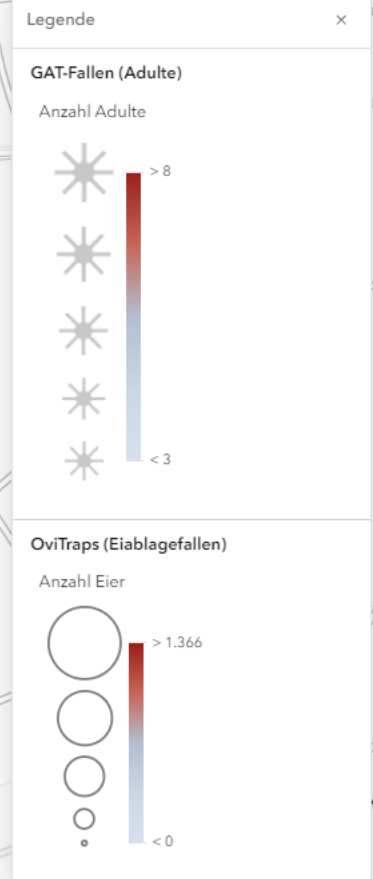 Legende
GAT-Fallen (Adulte)
Anzahl Adulte
> 8
< 3
OviTraps (Eiablagefallen)
Anzahl Eier
> 1.366
< 0